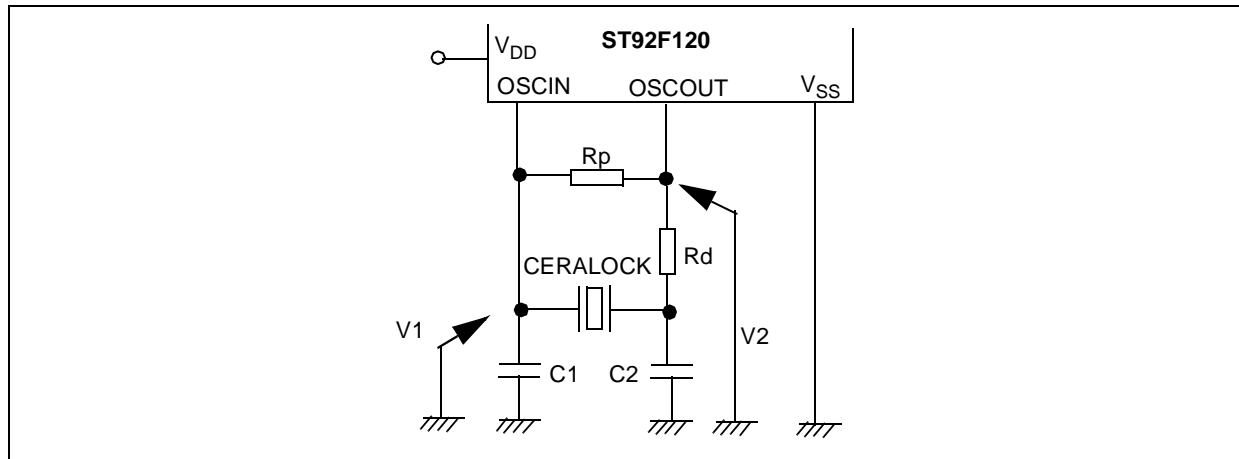 ST92F120
VDD
OSCIN
OSCOUT
VSS
Rp
Rd
CERALOCK
V1
V2
C1
C2